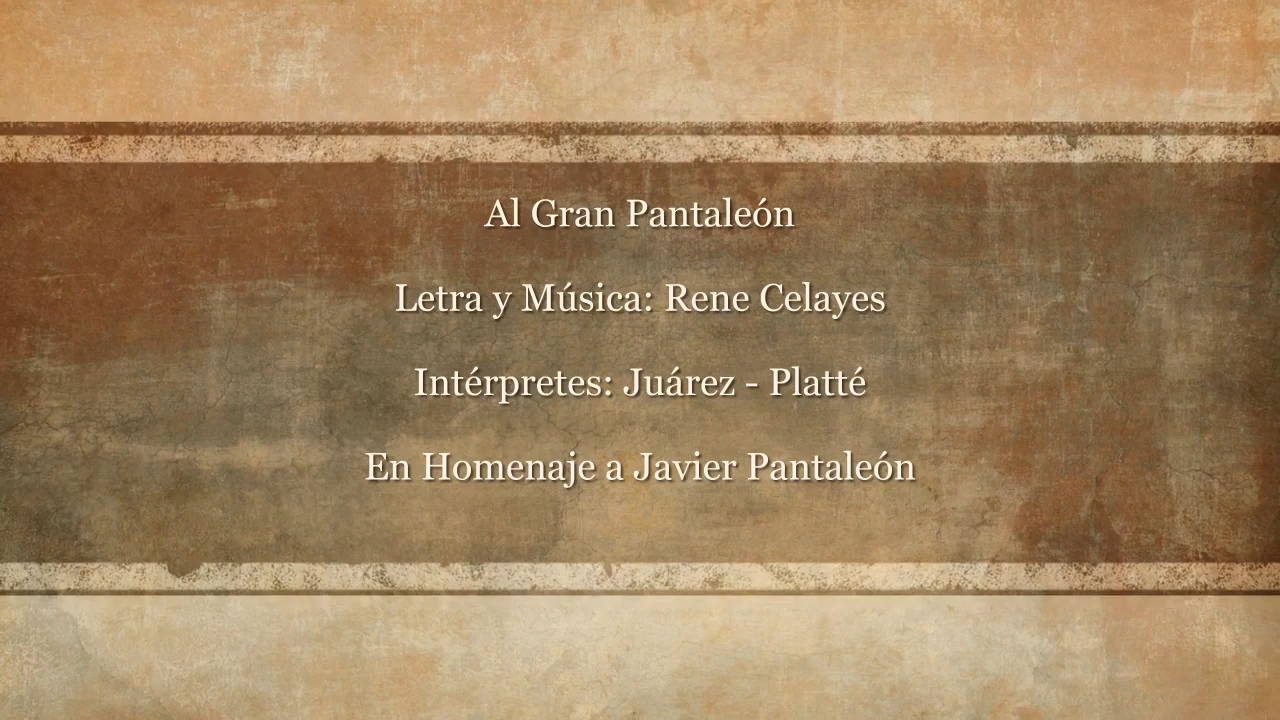 Al Gran Pantaleón
Letra y Música: Rene Celayes
Intérpretes: Juárez - Platté
En Homenaje a Javier Pantaleón